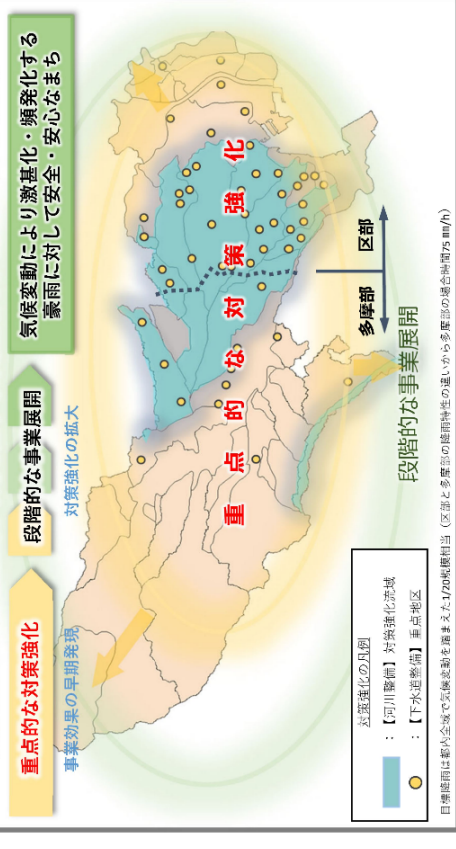 重点的な対策強化
段階的な事業展開
気候変動により激甚化・頻発化する
豪雨に対して安全・安心なまち
事業効果の早期発現
対策強化の拡大
重点的な対策強化
多摩部
区部
段階的な事業展開
対策強化の凡例
：【河川整備】対策強化流域
：【下水道整備】重点地区
目標降雨は都内全域で気候変動を踏まえた1/20規模相当（区部と多摩部の降雨特性の違いから多摩部の場合時間75㎜/h）